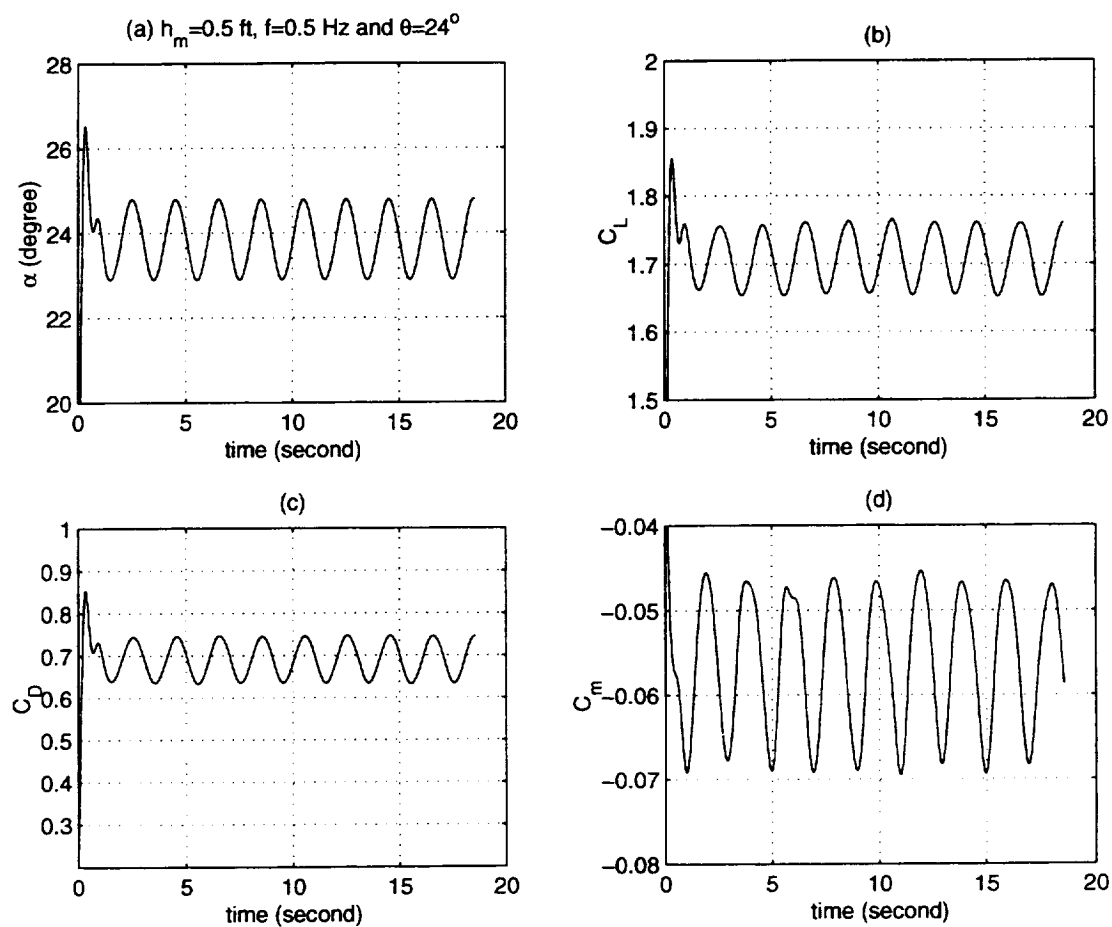 (a) h_m=0.5 ft, f=0.5 Hz and θ=24°
28
26
24
22
20
α (degree)
0 5 10 15 20
time (second)
(b)
2
1.9
1.8
1.7
1.6
1.5
C_L
0 5 10 15 20
time (second)
(c)
1
0.9
0.8
0.7
0.6
0.5
0.4
0.3
C_D
0 5 10 15 20
time (second)
(d)
−0.04
−0.05
−0.06
−0.07
−0.08
C_m
0 5 10 15 20
time (second)